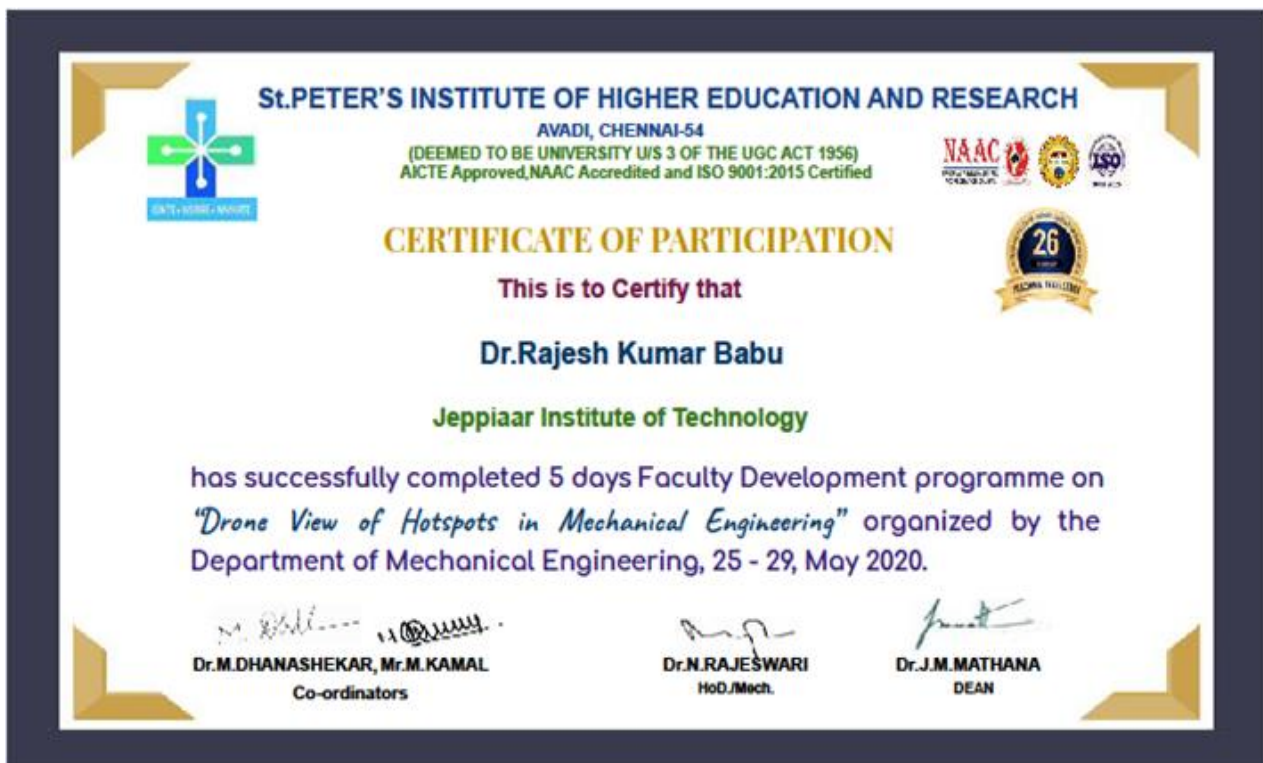 St.PETER'S INSTITUTE OF HIGHER EDUCATION AND RESEARCH
AVADI, CHENNAI-54
(DEEMED TO BE UNIVERSITY U/S 3 OF THE UGC ACT 1956)
AICTE Approved,NAAC Accredited and ISO 9001:2015 Certified
NAAC
ISO
CERTIFICATE OF PARTICIPATION
26
This is to Certify that
Dr.Rajesh Kumar Babu
Jeppiaar Institute of Technology
has successfully completed 5 days Faculty Development programme on
"Drone View of Hotspots in Mechanical Engineering" organized by the
Department of Mechanical Engineering, 25 - 29, May 2020.
Dr.M.DHANASHEKAR, Mr.M.KAMAL
Co-ordinators
Dr.N.RAJESWARI
HoD./Mech.
Dr.J.M.MATHANA
DEAN